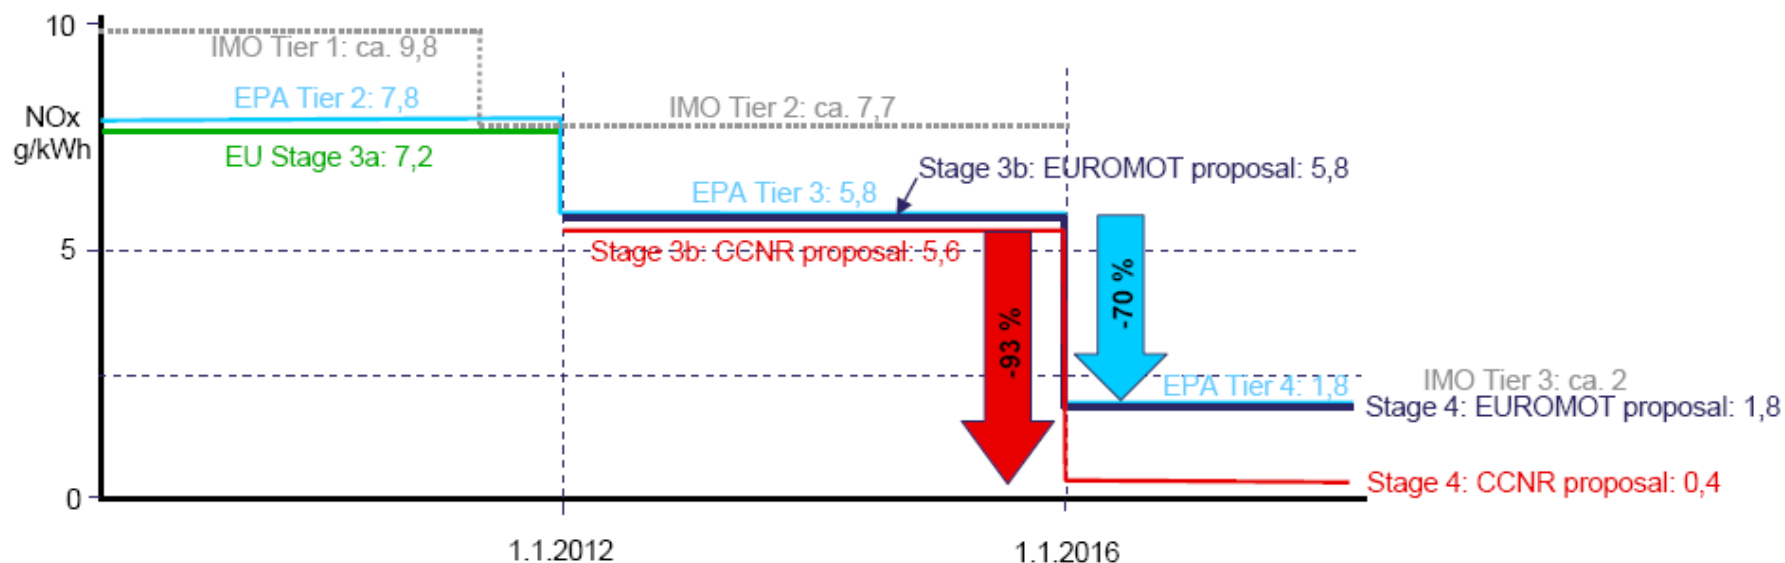 10
IMO Tier 1: ca. 9,8
EPA Tier 2: 7,8
IMO Tier 2: ca. 7,7
NOx
g/kWh
EU Stage 3a: 7,2
Stage 3b: EUROMOT proposal: 5,8
EPA Tier 3: 5,8
5
Stage 3b: CCNR proposal: 5,6
-70 %
-93 %
EPA Tier 4: 1,8
IMO Tier 3: ca. 2
Stage 4: EUROMOT proposal: 1,8
Stage 4: CCNR proposal: 0,4
0
1.1.2012
1.1.2016